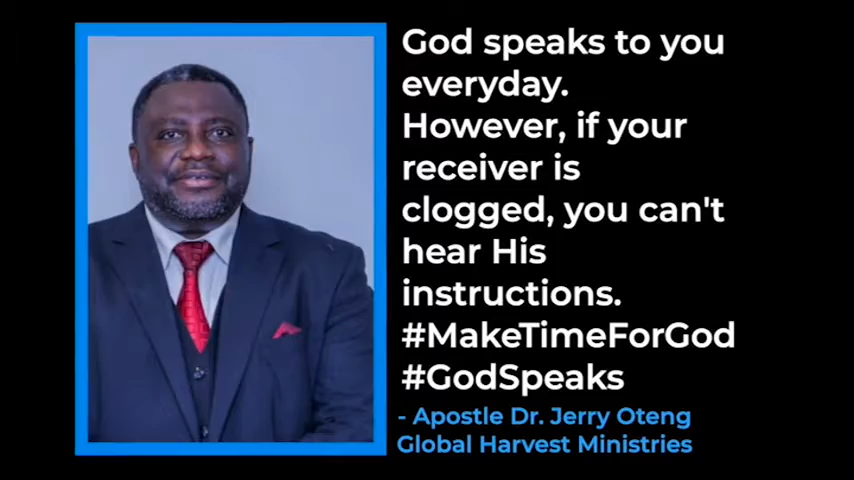 God speaks to you
everyday.
However, if your
receiver is
clogged, you can't
hear His
instructions.
#MakeTimeForGod
#GodSpeaks
- Apostle Dr. Jerry Oteng
Global Harvest Ministries